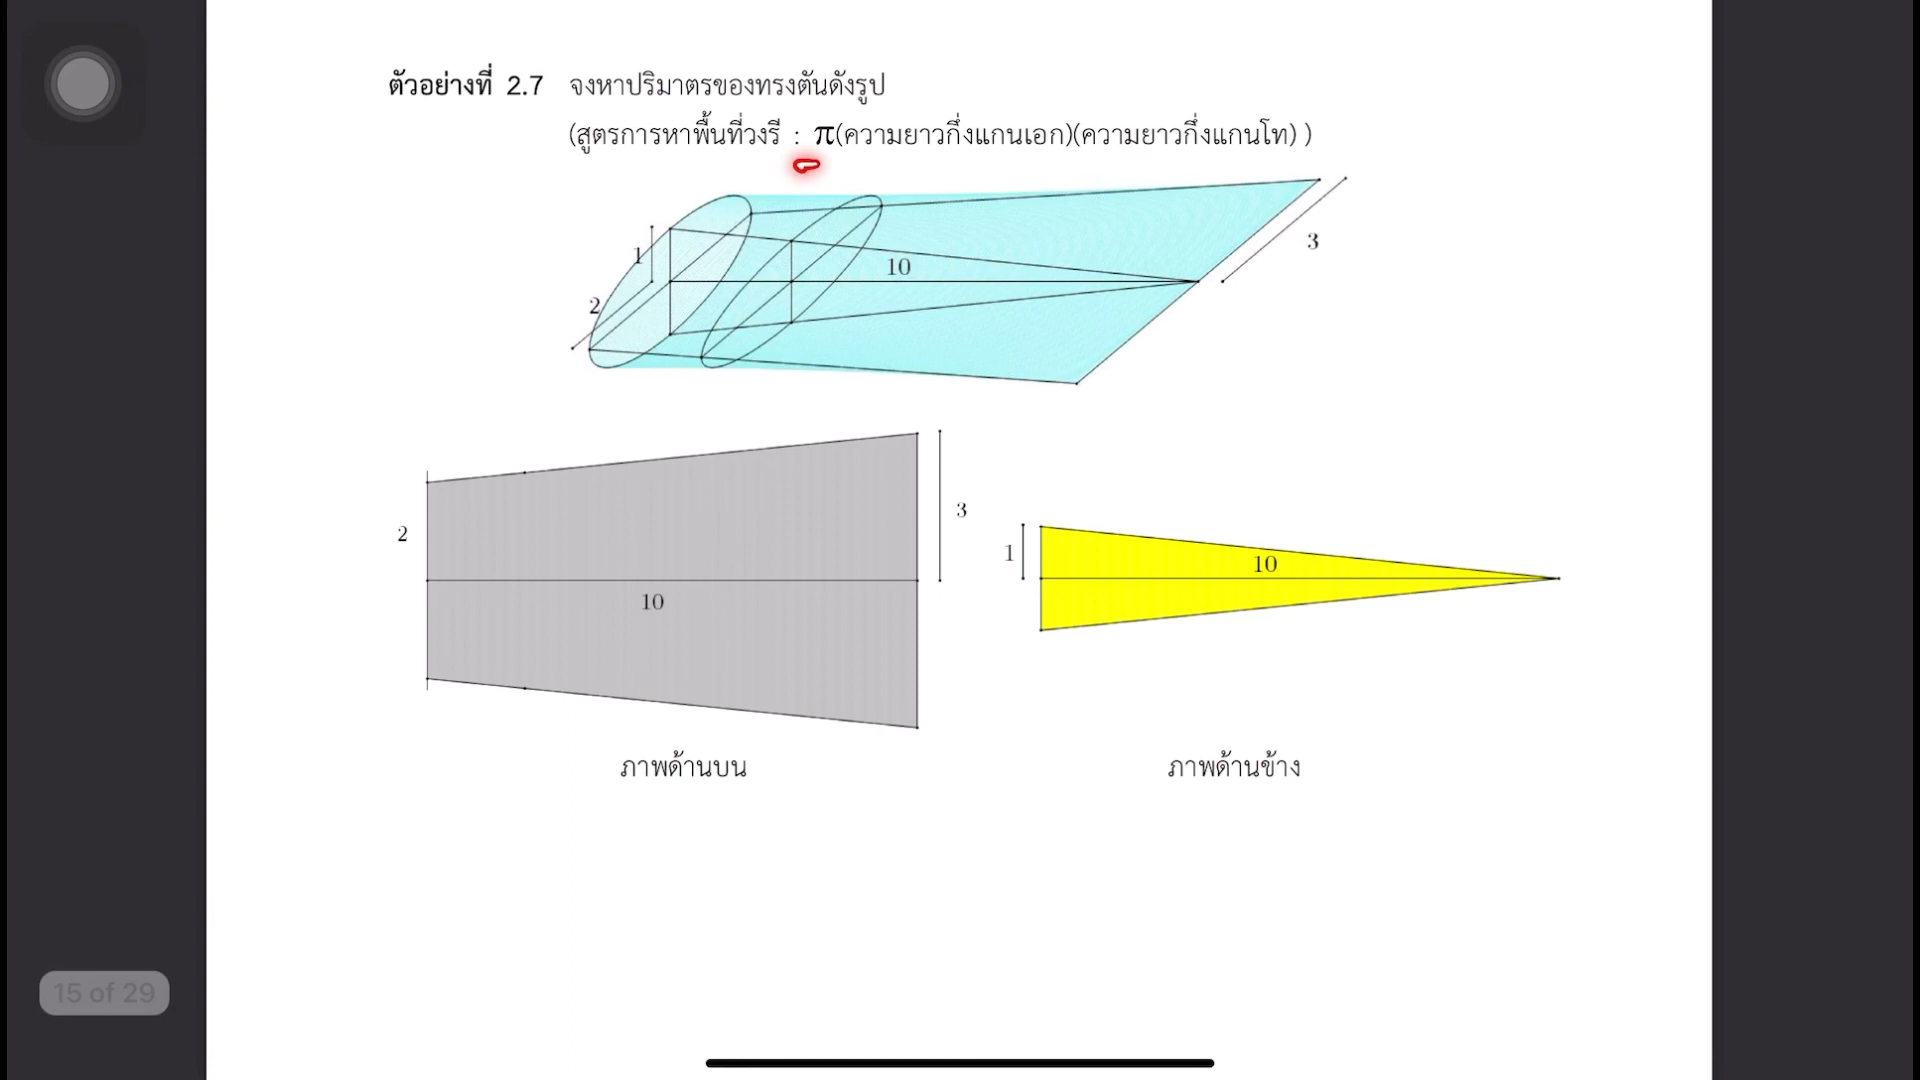 ตัวอย่างที่ 2.7 จงหาปริมาตรของทรงตันดังรูป
(สูตรการหาพื้นที่วงรี : π(ความยาวกึ่งแกนเอก)(ความยาวกึ่งแกนโท) )
1
2
10
3
2
10
3
1
10
ภาพด้านบน
ภาพด้านข้าง
15 of 29